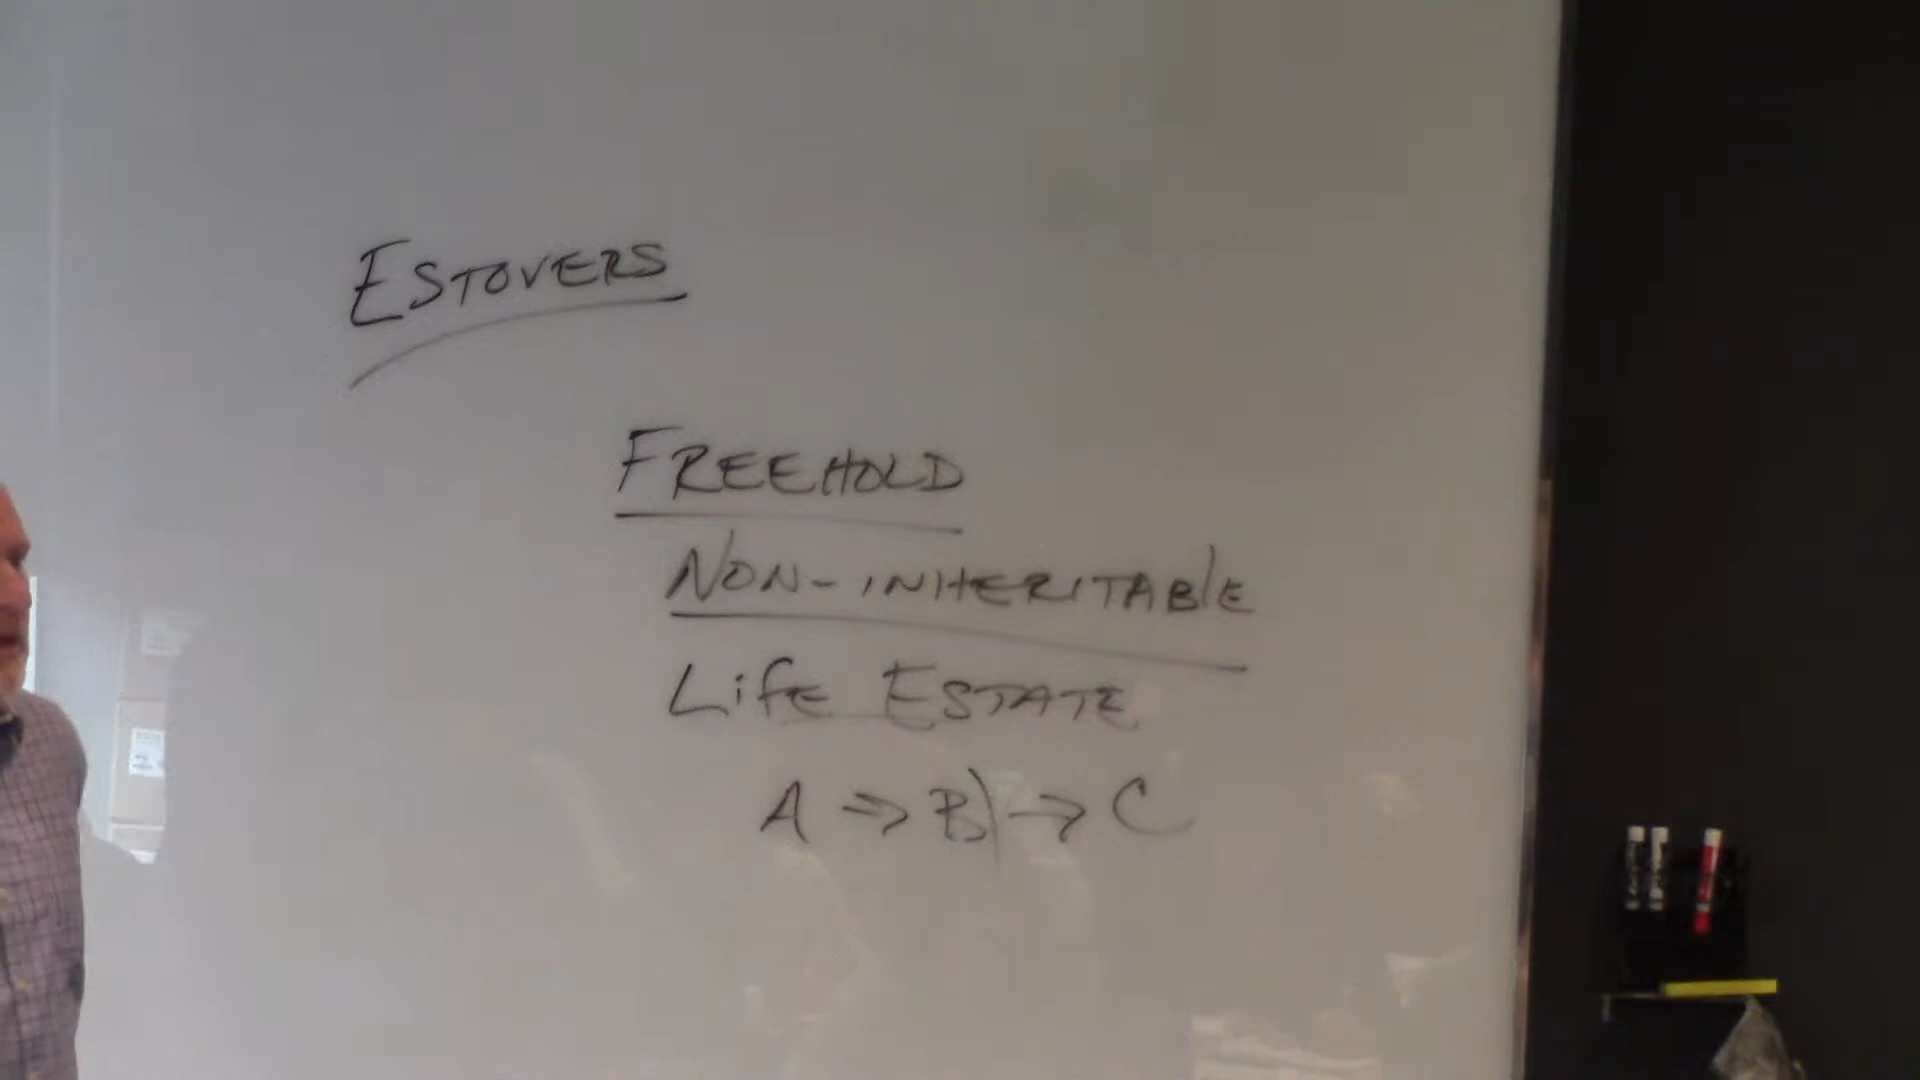 ESTOVERS
FREEHOLD
NON-INHERITABlE
LifE ESTATE
A → B) → C